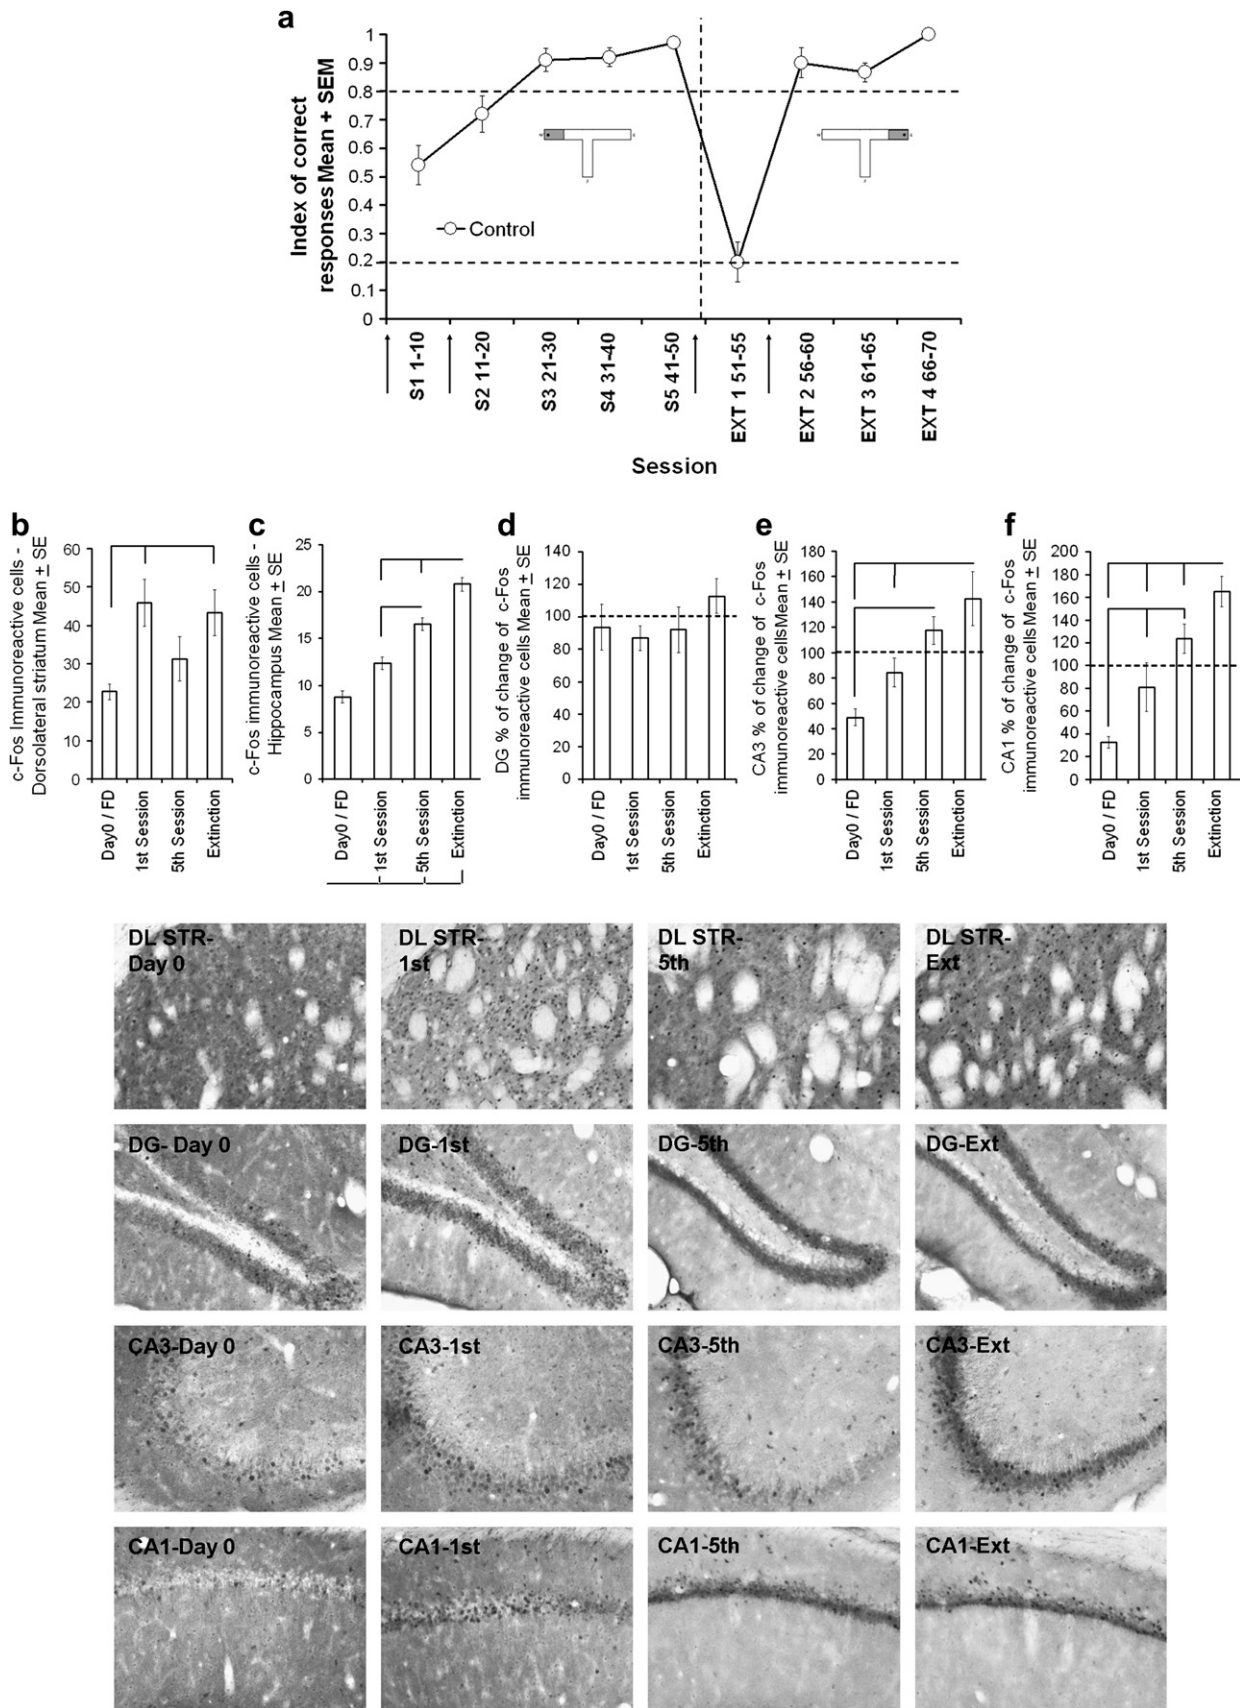 a
Index of correct
responses Mean + SEM
1
0.9
0.8
0.7
0.6
0.5
0.4
0.3
0.2
0.1
0
Control
S1 1-10
S2 11-20
S3 21-30
S4 31-40
S5 41-50
EXT 1 51-55
EXT 2 56-60
EXT 3 61-65
EXT 4 66-70
Session
b
c-Fos Immunoreactive cells -
Dorsolateral striatum Mean ± SE
60
50
40
30
20
10
0
Day0 / FD
1st Session
5th Session
Extinction
c
c-Fos immunoreactive cells -
Hippocampus Mean ± SE
25
20
15
10
5
0
Day0 / FD
1st Session
5th Session
Extinction
d
DG % of change of c-Fos
immunoreactive cells Mean ± SE
140
120
100
80
60
40
20
0
Day0 / FD
1st Session
5th Session
Extinction
e
CA3 % of change of c-Fos
immunoreactive cellsMean ± SE
180
160
140
120
100
80
60
40
20
0
Day0 / FD
1st Session
5th Session
Extinction
f
CA1 % of change of c-Fos
immunoreactive cellsMean ± SE
200
180
160
140
120
100
80
60
40
20
0
Day0 / FD
1st Session
5th Session
Extinction
DL STR-
Day 0
DL STR-
1st
DL STR-
5th
DL STR-
Ext
DG- Day 0
DG-1st
DG-5th
DG-Ext
CA3-Day 0
CA3-1st
CA3-5th
CA3-Ext
CA1-Day 0
CA1-1st
CA1-5th
CA1-Ext